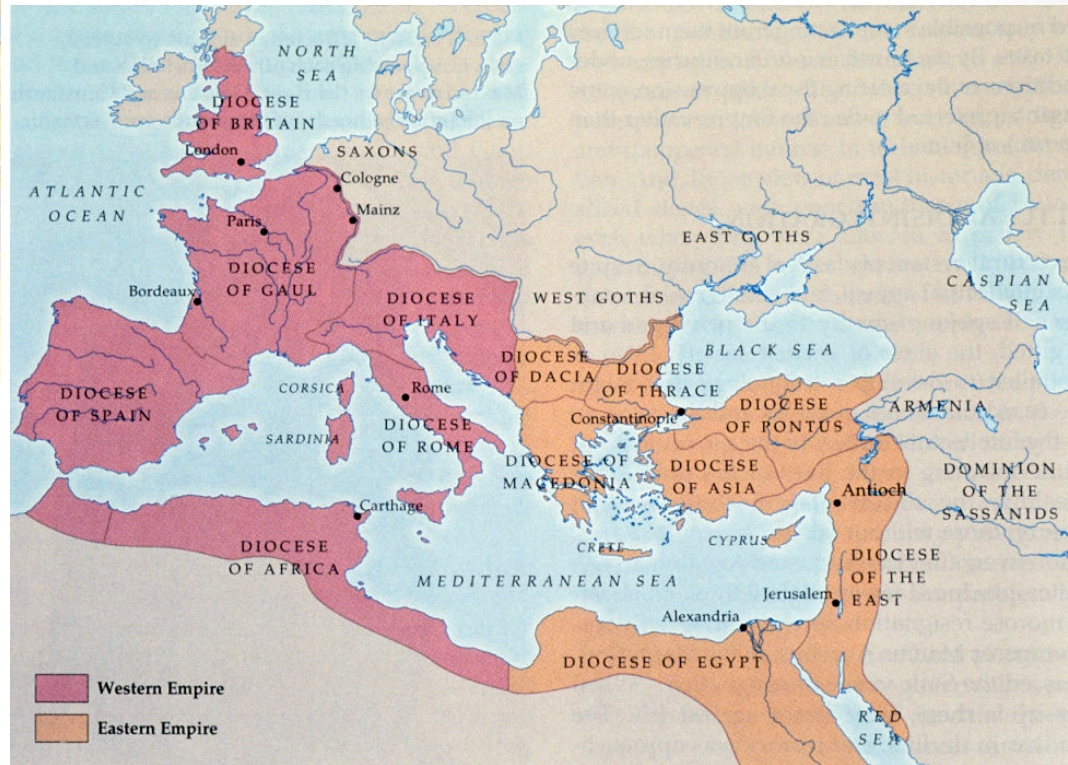 NORTH
SEA
DIOCESE
OF BRITAIN
London
SAXONS
Cologne
Mainz
ATLANTIC
OCEAN
Paris
DIOCESE
OF GAUL
Bordeaux
EAST GOTHS
CASPIAN
SEA
WEST GOTHS
DIOCESE
OF ITALY
BLACK SEA
DIOCESE
OF DACIA
DIOCESE
OF THRACE
CORSICA
Rome
DIOCESE
OF SPAIN
SARDINIA
DIOCESE
OF ROME
Constantinople
DIOCESE
OF PONTUS
ARMENIA
DIOCESE OF
MACEDONIA
DIOCESE
OF ASIA
DOMINION
OF THE
SASSANIDS
Antioch
Carthage
CRETE
CYPRUS
DIOCESE
OF AFRICA
MEDITERRANEAN SEA
DIOCESE
OF THE
EAST
Jerusalem
Alexandria
DIOCESE OF EGYPT
RED
SEA
Western Empire
Eastern Empire